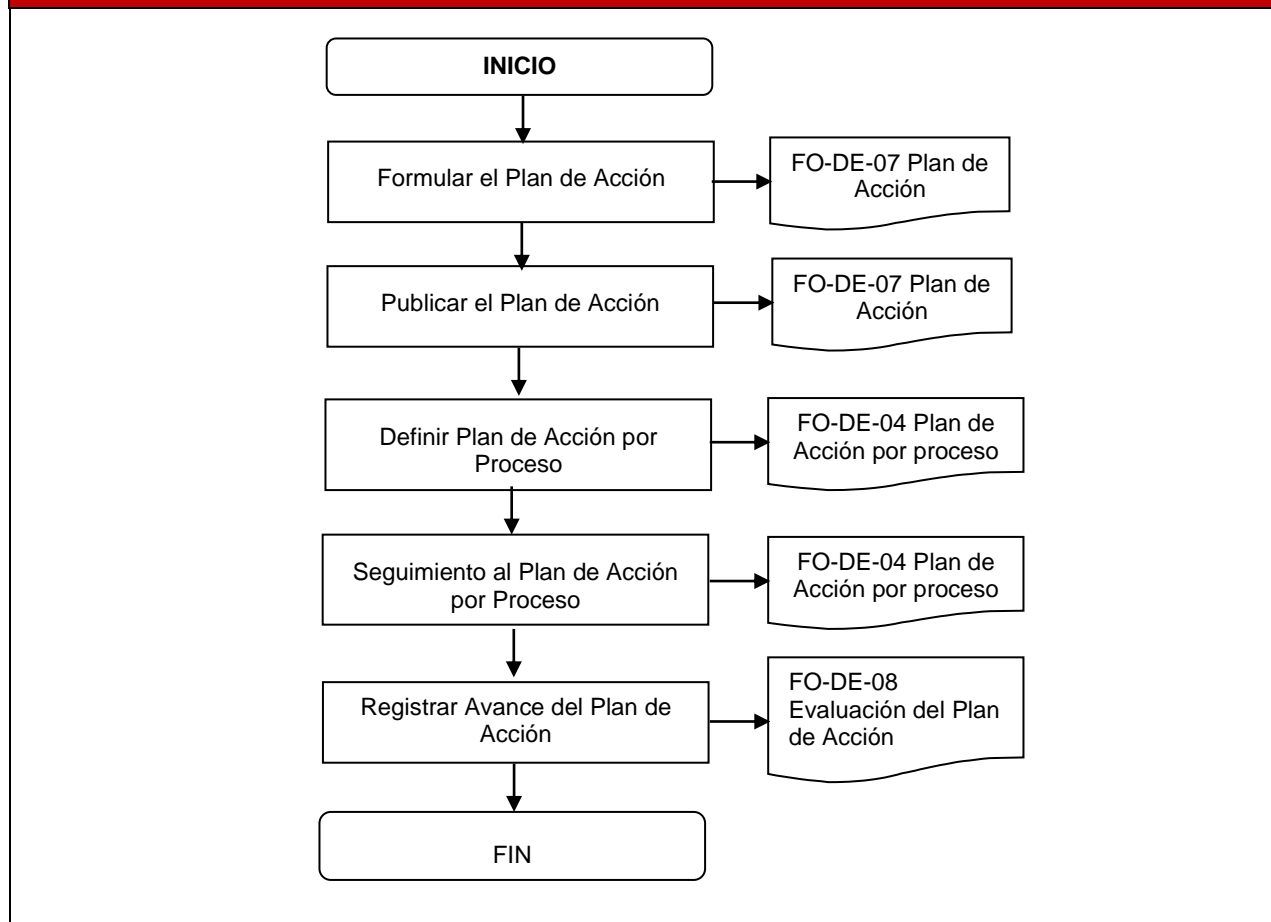 INICIO
Formular el Plan de Acción
FO-DE-07 Plan de
Acción
Publicar el Plan de Acción
FO-DE-07 Plan de
Acción
Definir Plan de Acción por
Proceso
FO-DE-04 Plan de
Acción por proceso
Seguimiento al Plan de Acción
por Proceso
FO-DE-04 Plan de
Acción por proceso
Registrar Avance del Plan de
Acción
FO-DE-08
Evaluación del Plan
de Acción
FIN